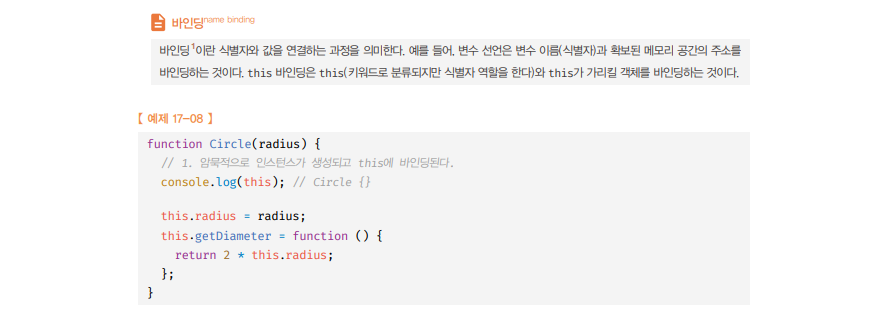 바인딩name binding
바인딩1이란 식별자와 값을 연결하는 과정을 의미한다. 예를 들어, 변수 선언은 변수 이름(식별자)과 확보된 메모리 공간의 주소를
바인딩하는 것이다. this 바인딩은 this(키워드로 분류되지만 식별자 역할을 한다)와 this가 가리킬 객체를 바인딩하는 것이다.
【 예제 17-08 】
function Circle(radius) {
  // 1. 암묵적으로 인스턴스가 생성되고 this에 바인딩된다.
  console.log(this); // Circle {}
  this.radius = radius;
  this.getDiameter = function () {
    return 2 * this.radius;
  };
}